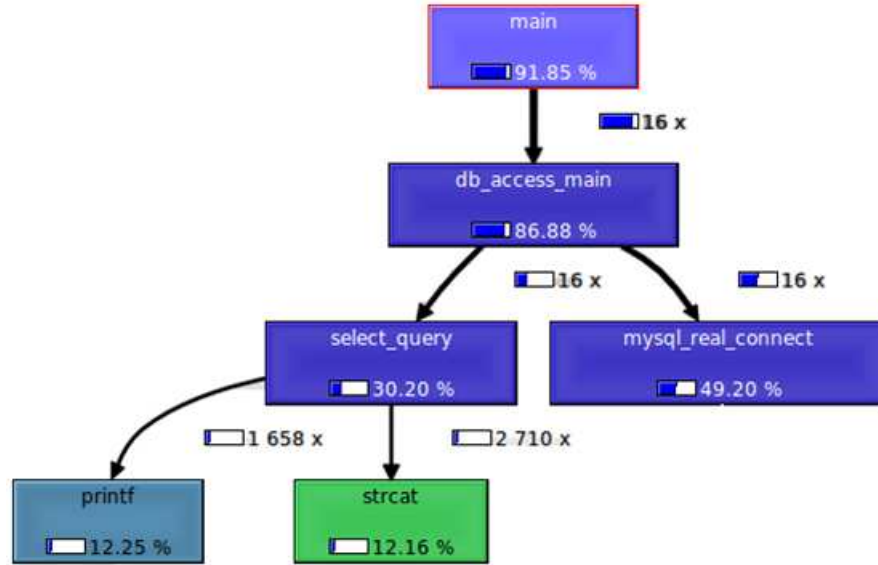 main
91.85 %
16 x
db_access_main
86.88 %
16 x
16 x
select_query
30.20 %
mysql_real_connect
49.20 %
1 658 x
2 710 x
printf
12.25 %
strcat
12.16 %